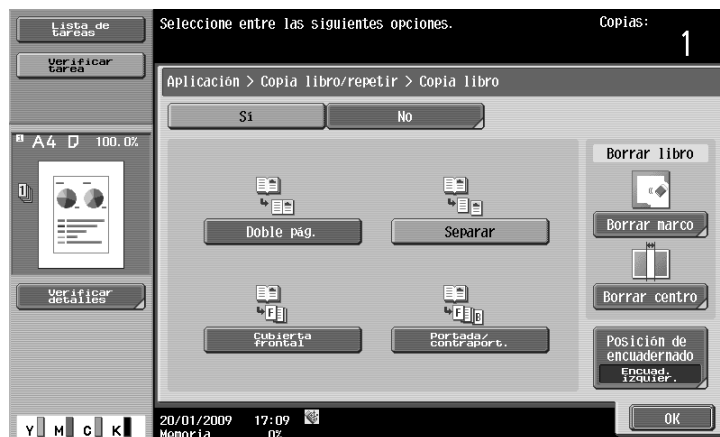 Lista de
tareas
Verificar
tarea
Seleccione entre las siguientes opciones.
Copias:
1
Aplicación > Copia libro/repetir > Copia libro
Sí
No
A4
100.0%
1
Borrar libro
Doble pág.
Separar
Borrar marco
Verificar
detalles
Borrar centro
F
F B
Cubierta
frontal
Portada/
contraport.
Posición de
encuadernado
Encuad.
izquier.
20/01/2009 17:09
Memoria 0%
OK
Y M C K